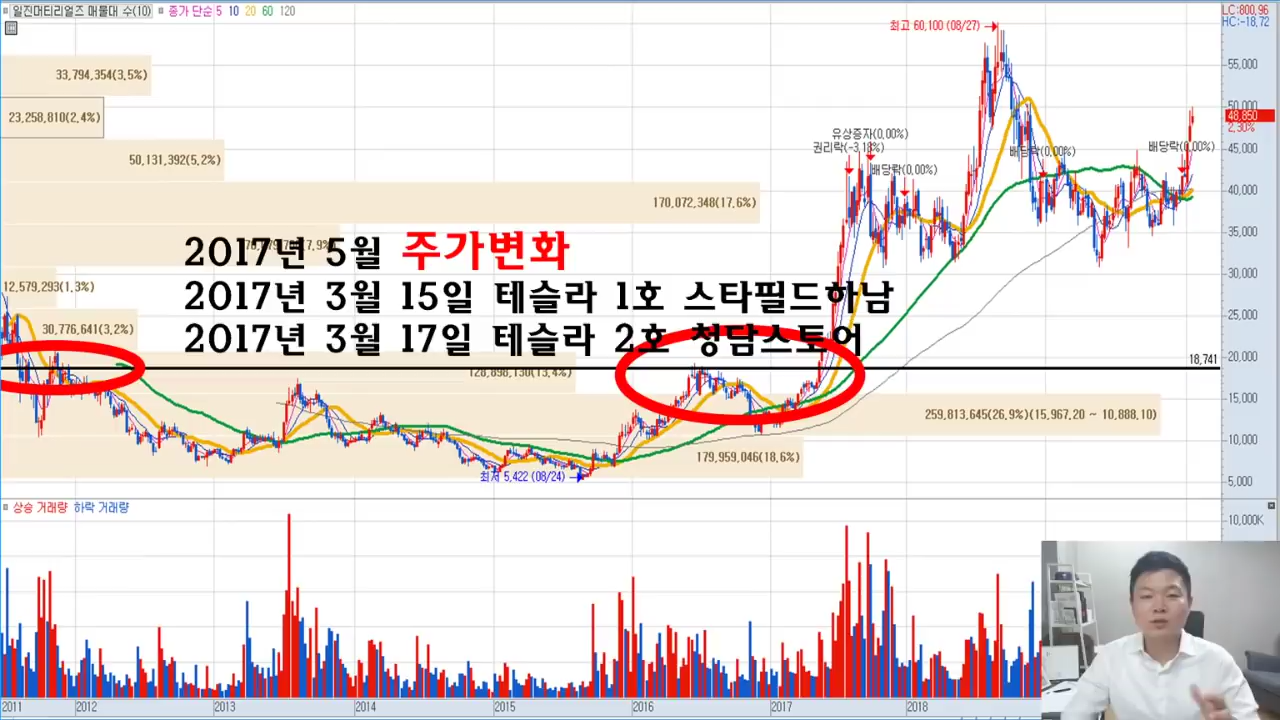 일진머티리얼즈 매물대 수(10) 종가 단순 5 10 20 60 120
LC:800.96
HC:-18.72
최고 60,100 (08/27)
33,794,354(3,5%)
55,000
23,258,810(2,4%)
50,000
48,850
2,30%
유상증자(0,00%)
권리락(-3,18%)
배당락(0,00%)
배당락(0,00%)
배당락(0,00%)
45,000
50,131,392(5,2%)
40,000
170,072,348(17,6%)
35,000
2017년 5월 주가변화
30,000
12,579,293(1,3%)
2017년 3월 15일 테슬라 1호 스타필드하남
25,000
30,776,641(3,2%)
2017년 3월 17일 테슬라 2호 청담스토어
20,000
18,741
128,898,130(13,4%)
15,000
259,813,645(26,9%)(15,967,20 ~ 10,888,10)
10,000
179,959,046(18,6%)
최저 5,422 (08/24)
5,000
상승 거래량 하락 거래량
10,000K
2011 2012 2013 2014 2015 2016 2017 2018